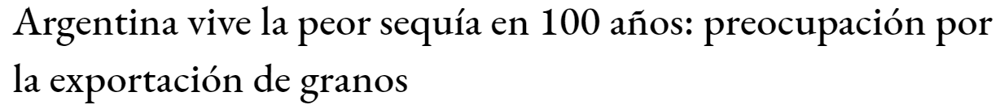 Argentina vive la peor sequía en 100 años: preocupación por
la exportación de granos